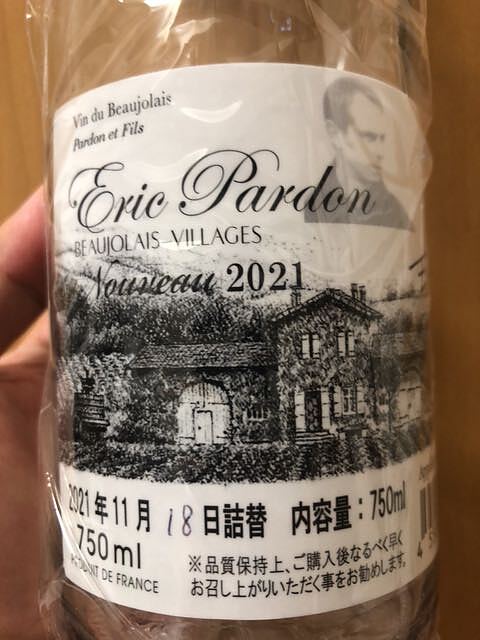 Vin du Beaujolais
Pardon et Fils
Eric Pardon
BEAUJOLAIS-VILLAGES
Nouveau 2021
2021年11月 18日詰替 内容量：750ml
750ml
PRODUIT DE FRANCE
※品質保持上、ご購入後なるべく早く
お召し上がりいただく事をお勧めします。